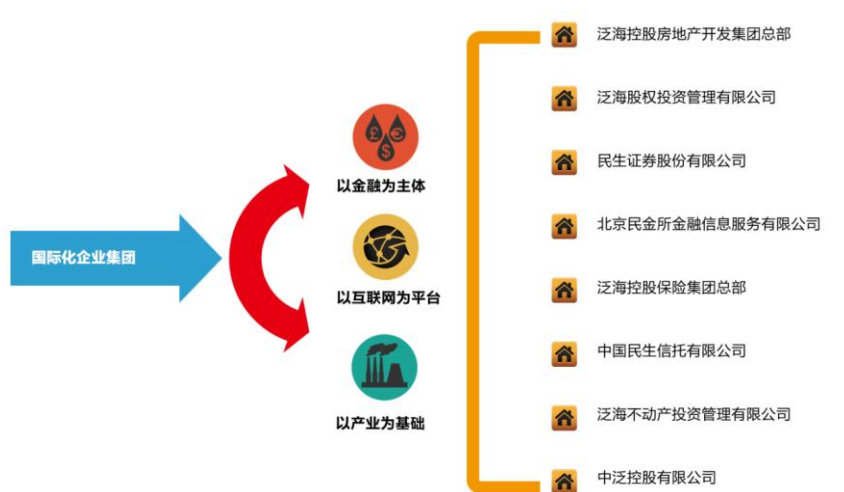 国际化企业集团
以金融为主体
以互联网为平台
以产业为基础
泛海控股房地产开发集团总部
泛海股权投资管理有限公司
民生证券股份有限公司
北京民金所金融信息服务有限公司
泛海控股保险集团总部
中国民生信托有限公司
泛海不动产投资管理有限公司
中泛控股有限公司